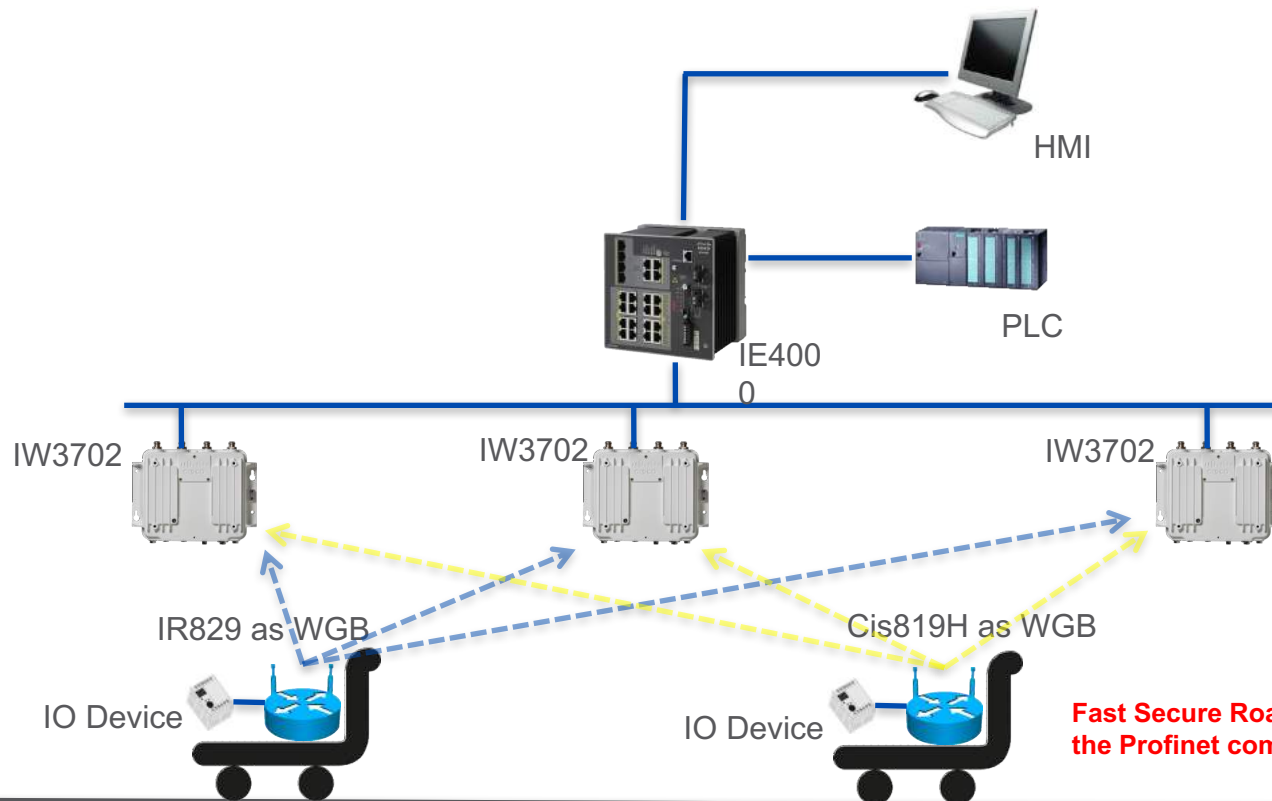 HMI
PLC
IE400
0
IW3702
IW3702
IW3702
IR829 as WGB
Cis819H as WGB
IO Device
IO Device
Fast Secure Roa
the Profinet com